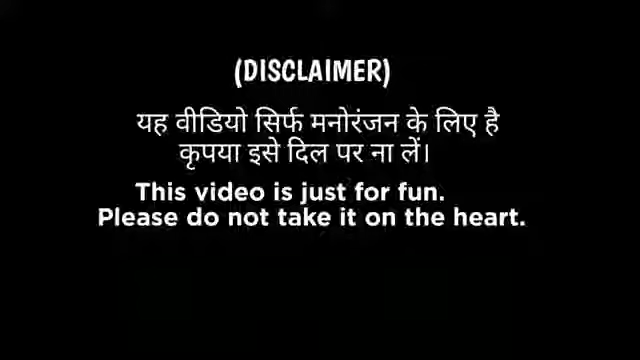 (DISCLAIMER)
यह वीडियो सिर्फ मनोरंजन के लिए है
कृपया इसे दिल पर ना लें।
This video is just for fun.
Please do not take it on the heart.